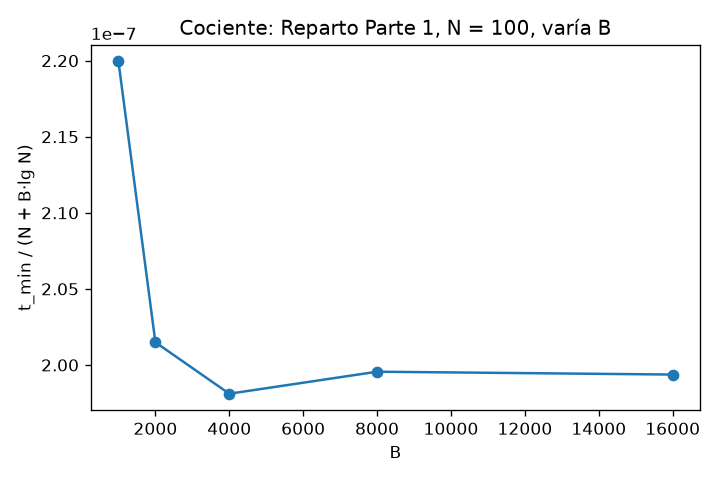 Cociente: Reparto Parte 1, N = 100, varía B
1e−7
2.20
2.15
2.10
2.05
2.00
t_min / (N + B·lg N)
2000 4000 6000 8000 10000 12000 14000 16000
B